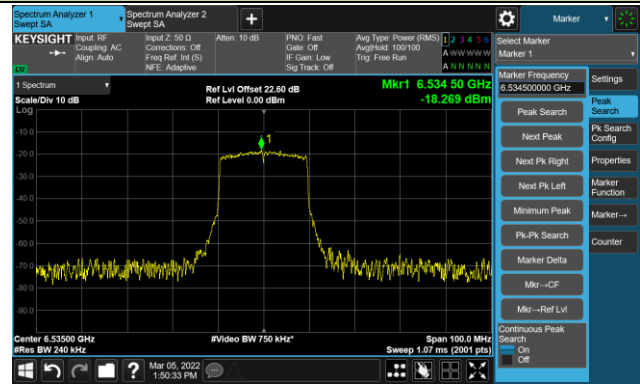 Spectrum Analyzer 1
Swept SA
Spectrum Analyzer 2
Swept SA
+
Marker
KEYSIGHT
Input: RF
Coupling: AC
Align: Auto
Input Z: 50 Ω
Corrections: Off
Freq Ref: Int (S)
NFE: Adaptive
Atten: 10 dB
PNO: Fast
Gate: Off
IF Gain: Low
Sig Track: Off
Avg Type: Power (RMS)
Avg|Hold: 100/100
Trig: Free Run
1 2 3 4 5 6
A W W W W W
A N N N N N
Select Marker
Marker 1
1 Spectrum
Scale/Div 10 dB
Log
Ref Lvl Offset 22.60 dB
Ref Level 0.00 dBm
Mkr1 6.534 50 GHz
-18.269 dBm
1
-10.0
-20.0
-30.0
-40.0
-50.0
-60.0
-70.0
-80.0
-90.0
Center 6.53500 GHz
#Res BW 240 kHz
#Video BW 750 kHz*
Span 100.0 MHz
Sweep 1.07 ms (2001 pts)
Marker Frequency
6.534500000 GHz
Peak Search
Next Peak
Next Pk Right
Next Pk Left
Minimum Peak
Pk-Pk Search
Marker Delta
Mkr→CF
Mkr→Ref Lvl
Continuous Peak
Search
On
Off
Settings
Peak
Search
Pk Search
Config
Properties
Marker
Function
Marker→
Counter
?
Mar 05, 2022
1:50:33 PM